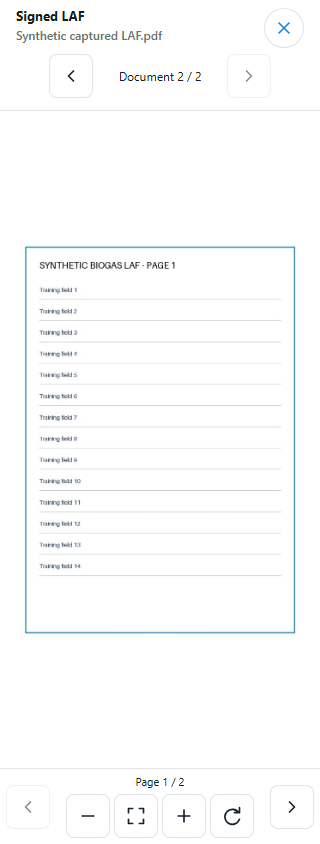 Signed LAF
Synthetic captured LAF.pdf
Document 2 / 2
SYNTHETIC BIOGAS LAF - PAGE 1
Training field 1
Training field 2
Training field 3
Training field 4
Training field 5
Training field 6
Training field 7
Training field 8
Training field 9
Training field 10
Training field 11
Training field 12
Training field 13
Training field 14
Page 1 / 2